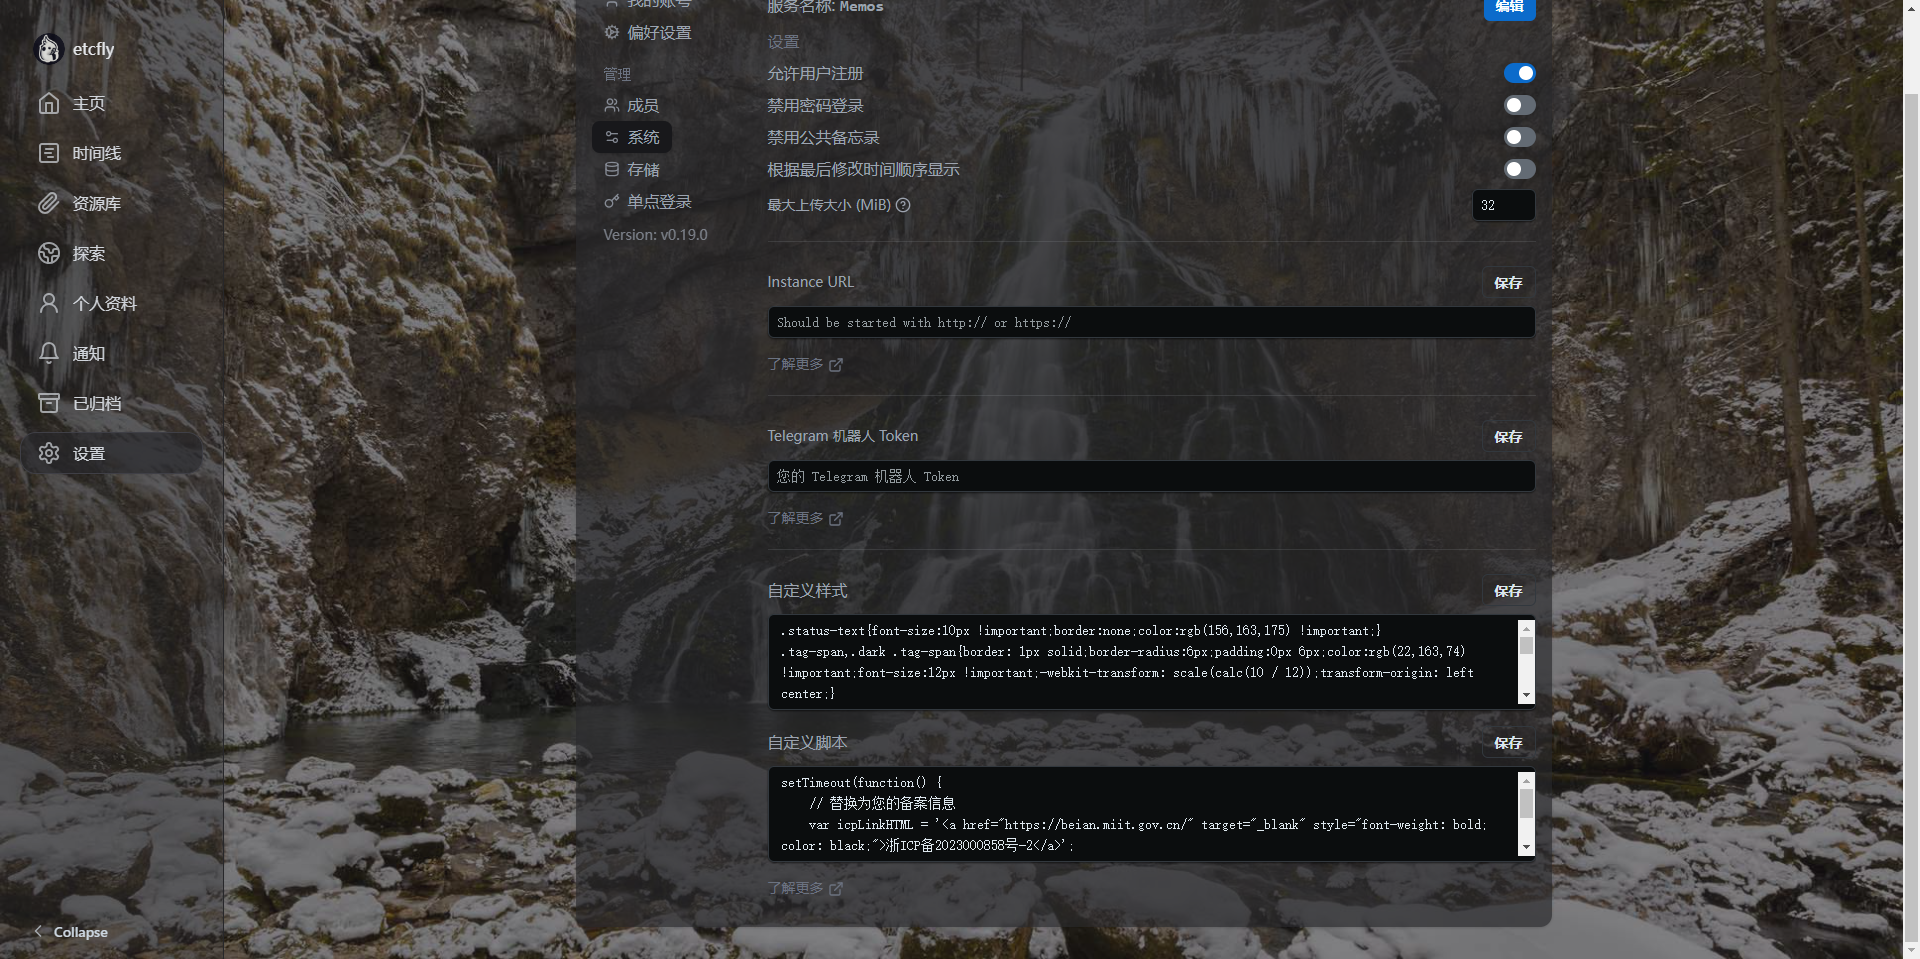 etcfly
主页
时间线
资源库
探索
个人资料
通知
已归档
设置
Collapse
我的账号
偏好设置
管理
成员
系统
存储
单点登录
Version: v0.19.0
服务名称: Memos
编辑
设置
允许用户注册
禁用密码登录
禁用公共备忘录
根据最后修改时间顺序显示
最大上传大小 (MiB)
32
Instance URL
保存
Should be started with http:// or https://
了解更多
Telegram 机器人 Token
保存
您的 Telegram 机器人 Token
了解更多
自定义样式
保存
.status-text{font-size:10px !important;border:none;color:rgb(156,163,175) !important;}
.tag-span,.dark .tag-span{border: 1px solid;border-radius:6px;padding:0px 6px;color:rgb(22,163,74)
!important;font-size:12px !important;-webkit-transform: scale(calc(10 / 12));transform-origin: left
center;}
自定义脚本
保存
setTimeout(function() {
// 替换为您的备案信息
var icpLinkHTML = '<a href="https://beian.miit.gov.cn/" target="_blank" style="font-weight: bold;
color: black;">浙ICP备2023000858号-2</a>';
了解更多